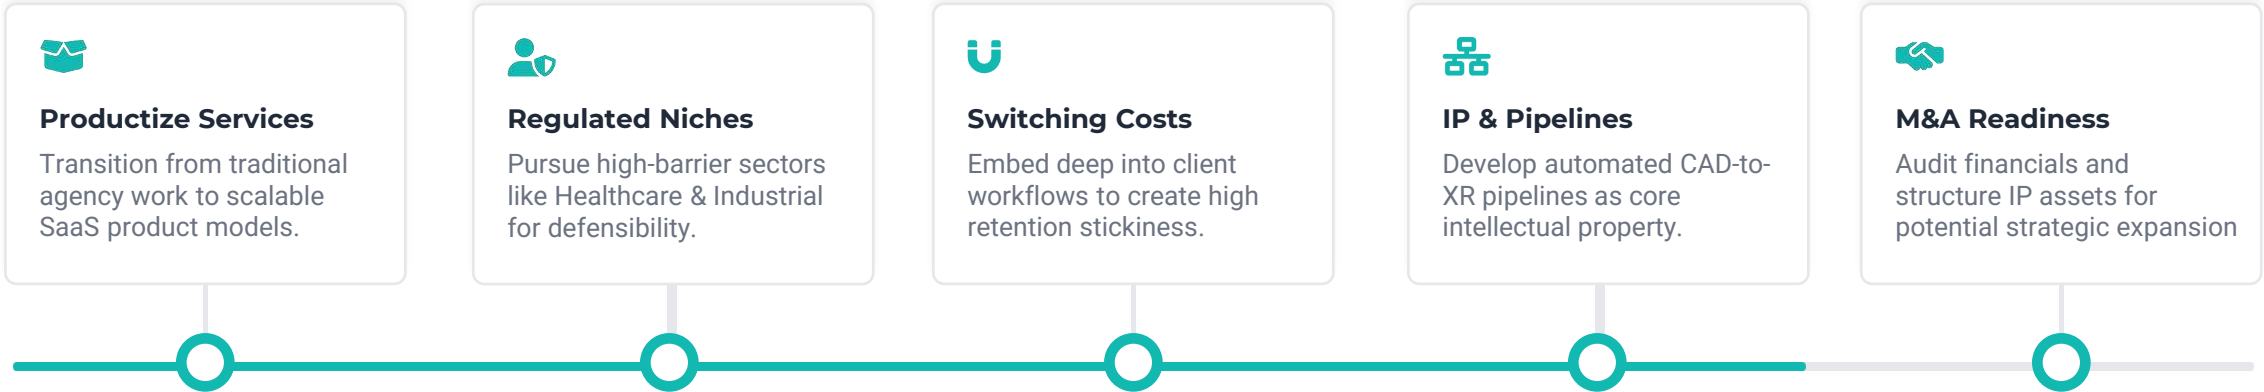 Productize Services
Transition from traditional
agency work to scalable
SaaS product models.
Regulated Niches
Pursue high-barrier sectors
like Healthcare & Industrial
for defensibility.
Switching Costs
Embed deep into client
workflows to create high
retention stickiness.
IP & Pipelines
Develop automated CAD-to-
XR pipelines as core
intellectual property.
M&A Readiness
Audit financials and
structure IP assets for
potential strategic expansion